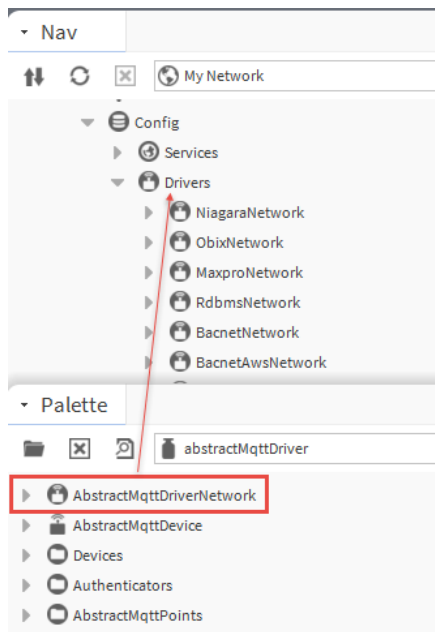 Nav
My Network
Config
Services
Drivers
NiagaraNetwork
ObixNetwork
MaxproNetwork
RdbmsNetwork
BacnetNetwork
BacnetAwsNetwork
Palette
abstractMqttDriver
AbstractMqttDriverNetwork
AbstractMqttDevice
Devices
Authenticators
AbstractMqttPoints